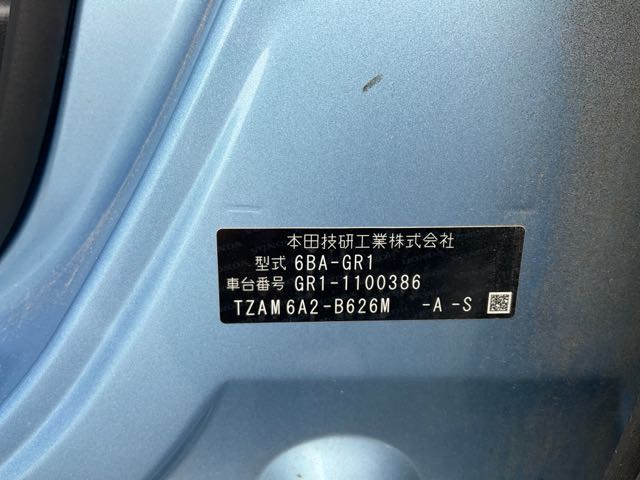 本田技研工業株式会社
型式 6BA-GR1
車台番号 GR1-1100386
TZAM6A2-B626M -A -S